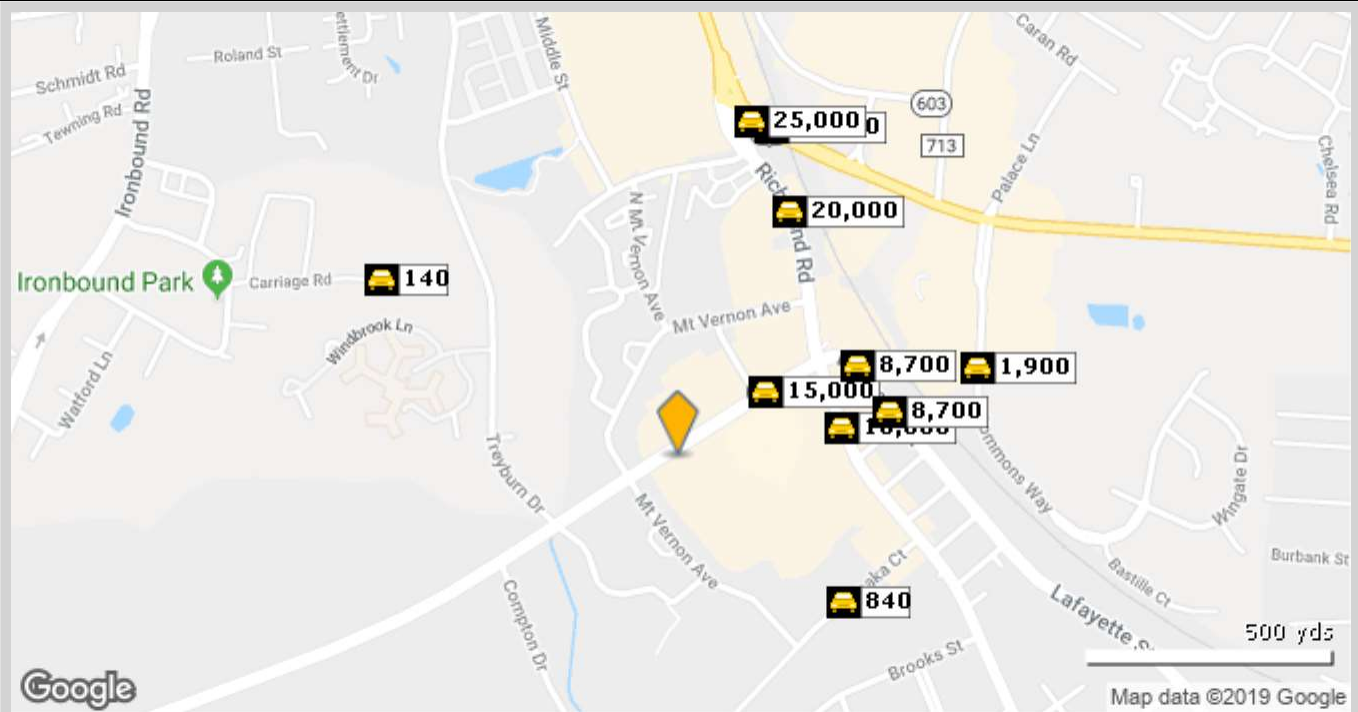 Schmidt Rd
Roland St
Tewning Rd
Ironbound Rd
Middle St
Caran Rd
603
713
25,000
0
Palace Ln
Chelsea Rd
20,000
Ironbound Park
Carriage Rd
140
N Mt Vernon Ave
Mt Vernon Ave
Windbrook Ln
Watford Ln
8,700
1,900
15,000
8,700
Treyburn Dr
Mt Vernon Ave
Wingate Dr
Burbank St
Bastille Ct
840
Compton Dr
Lafayette
Brooks St
500 yds
Google
Map data ©2019 Google